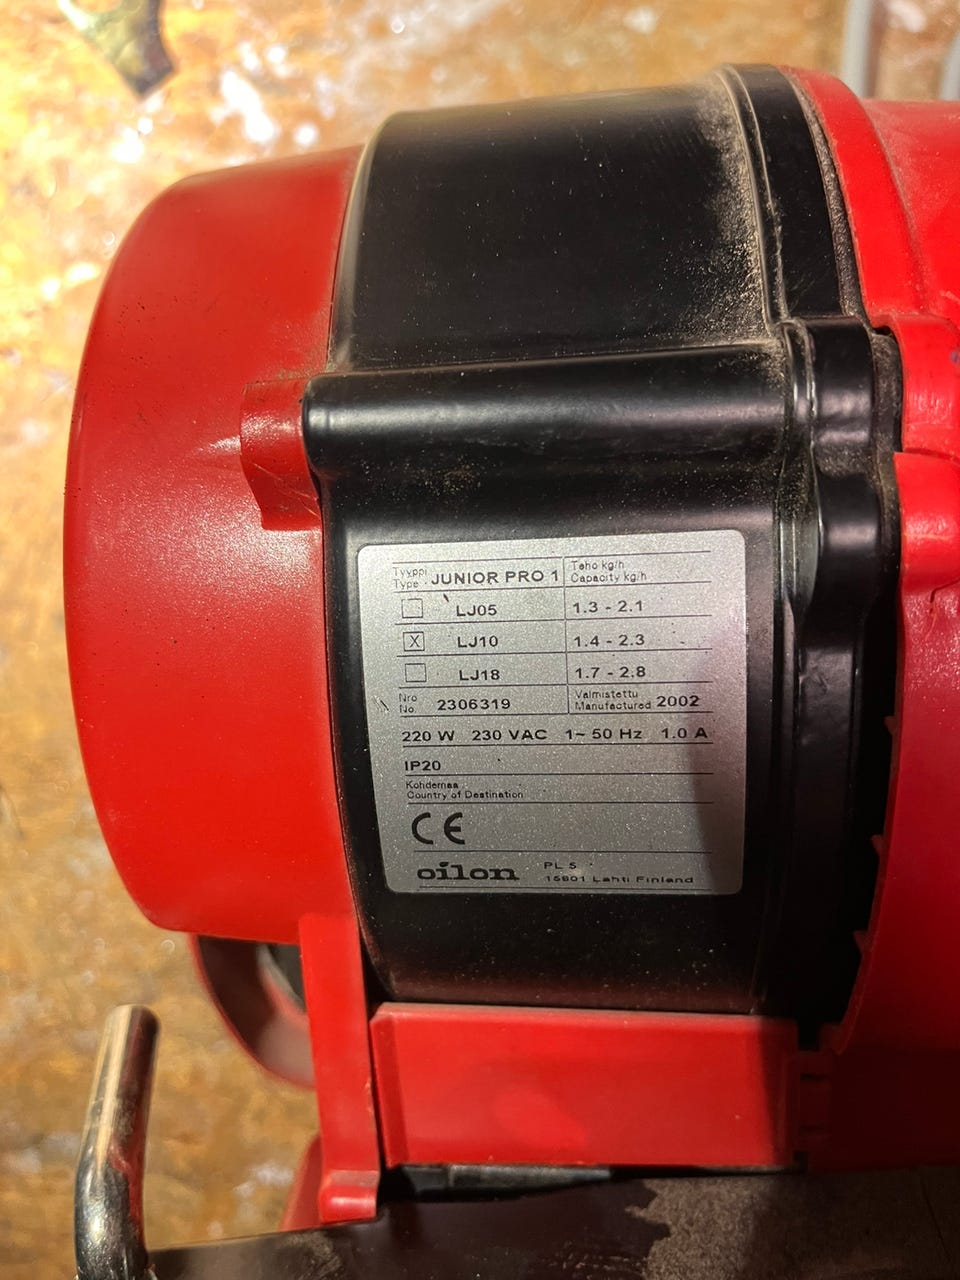 Tyyppi
Type JUNIOR PRO 1
Teho kg/h
Capacity kg/h
LJ05 1.3 - 2.1
X LJ10 1.4 - 2.3
LJ18 1.7 - 2.8
Nro
No. 2306319
Valmistettu
Manufactured 2002
220 W 230 VAC 1~ 50 Hz 1.0 A
IP20
Kohdemaa
Country of Destination
CE
oilon PL 5
15801 Lahti Finland